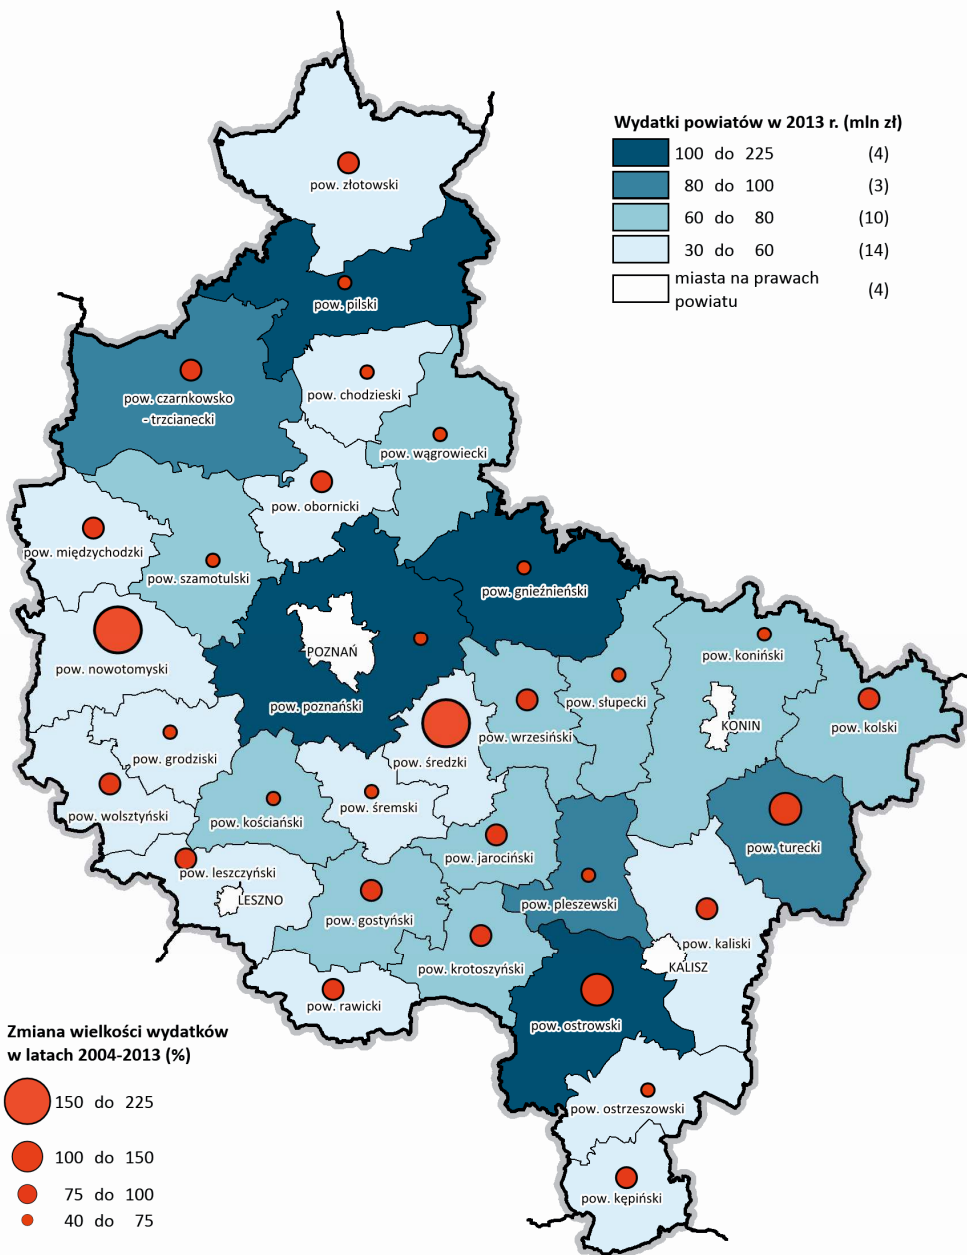 Wydatki powiatów w 2013 r. (mln zł)
100 do 225 (4)
80 do 100 (3)
60 do 80 (10)
30 do 60 (14)
miasta na prawach
powiatu (4)
pow. złotowski
pow. pilski
pow. czarnkowsko
- trzcianecki
pow. chodzieski
pow. wągrowiecki
pow. obornicki
pow. międzychodzki
pow. szamotulski
pow. gnieźnieński
POZNAŃ
pow. koniński
pow. nowotomyski
pow. poznański
pow. słupecki
KONIN
pow. kolski
pow. wrzesiński
pow. grodziski
pow. średzki
pow. wolsztyński
pow. kościański
pow. śremski
pow. turecki
pow. jarociński
pow. leszczyński
LESZNO
pow. gostyński
pow. pleszewski
pow. kaliski
KALISZ
pow. krotoszyński
pow. rawicki
pow. ostrowski
pow. ostrzeszowski
pow. kępiński
Zmiana wielkości wydatków
w latach 2004-2013 (%)
150 do 225
100 do 150
75 do 100
40 do 75